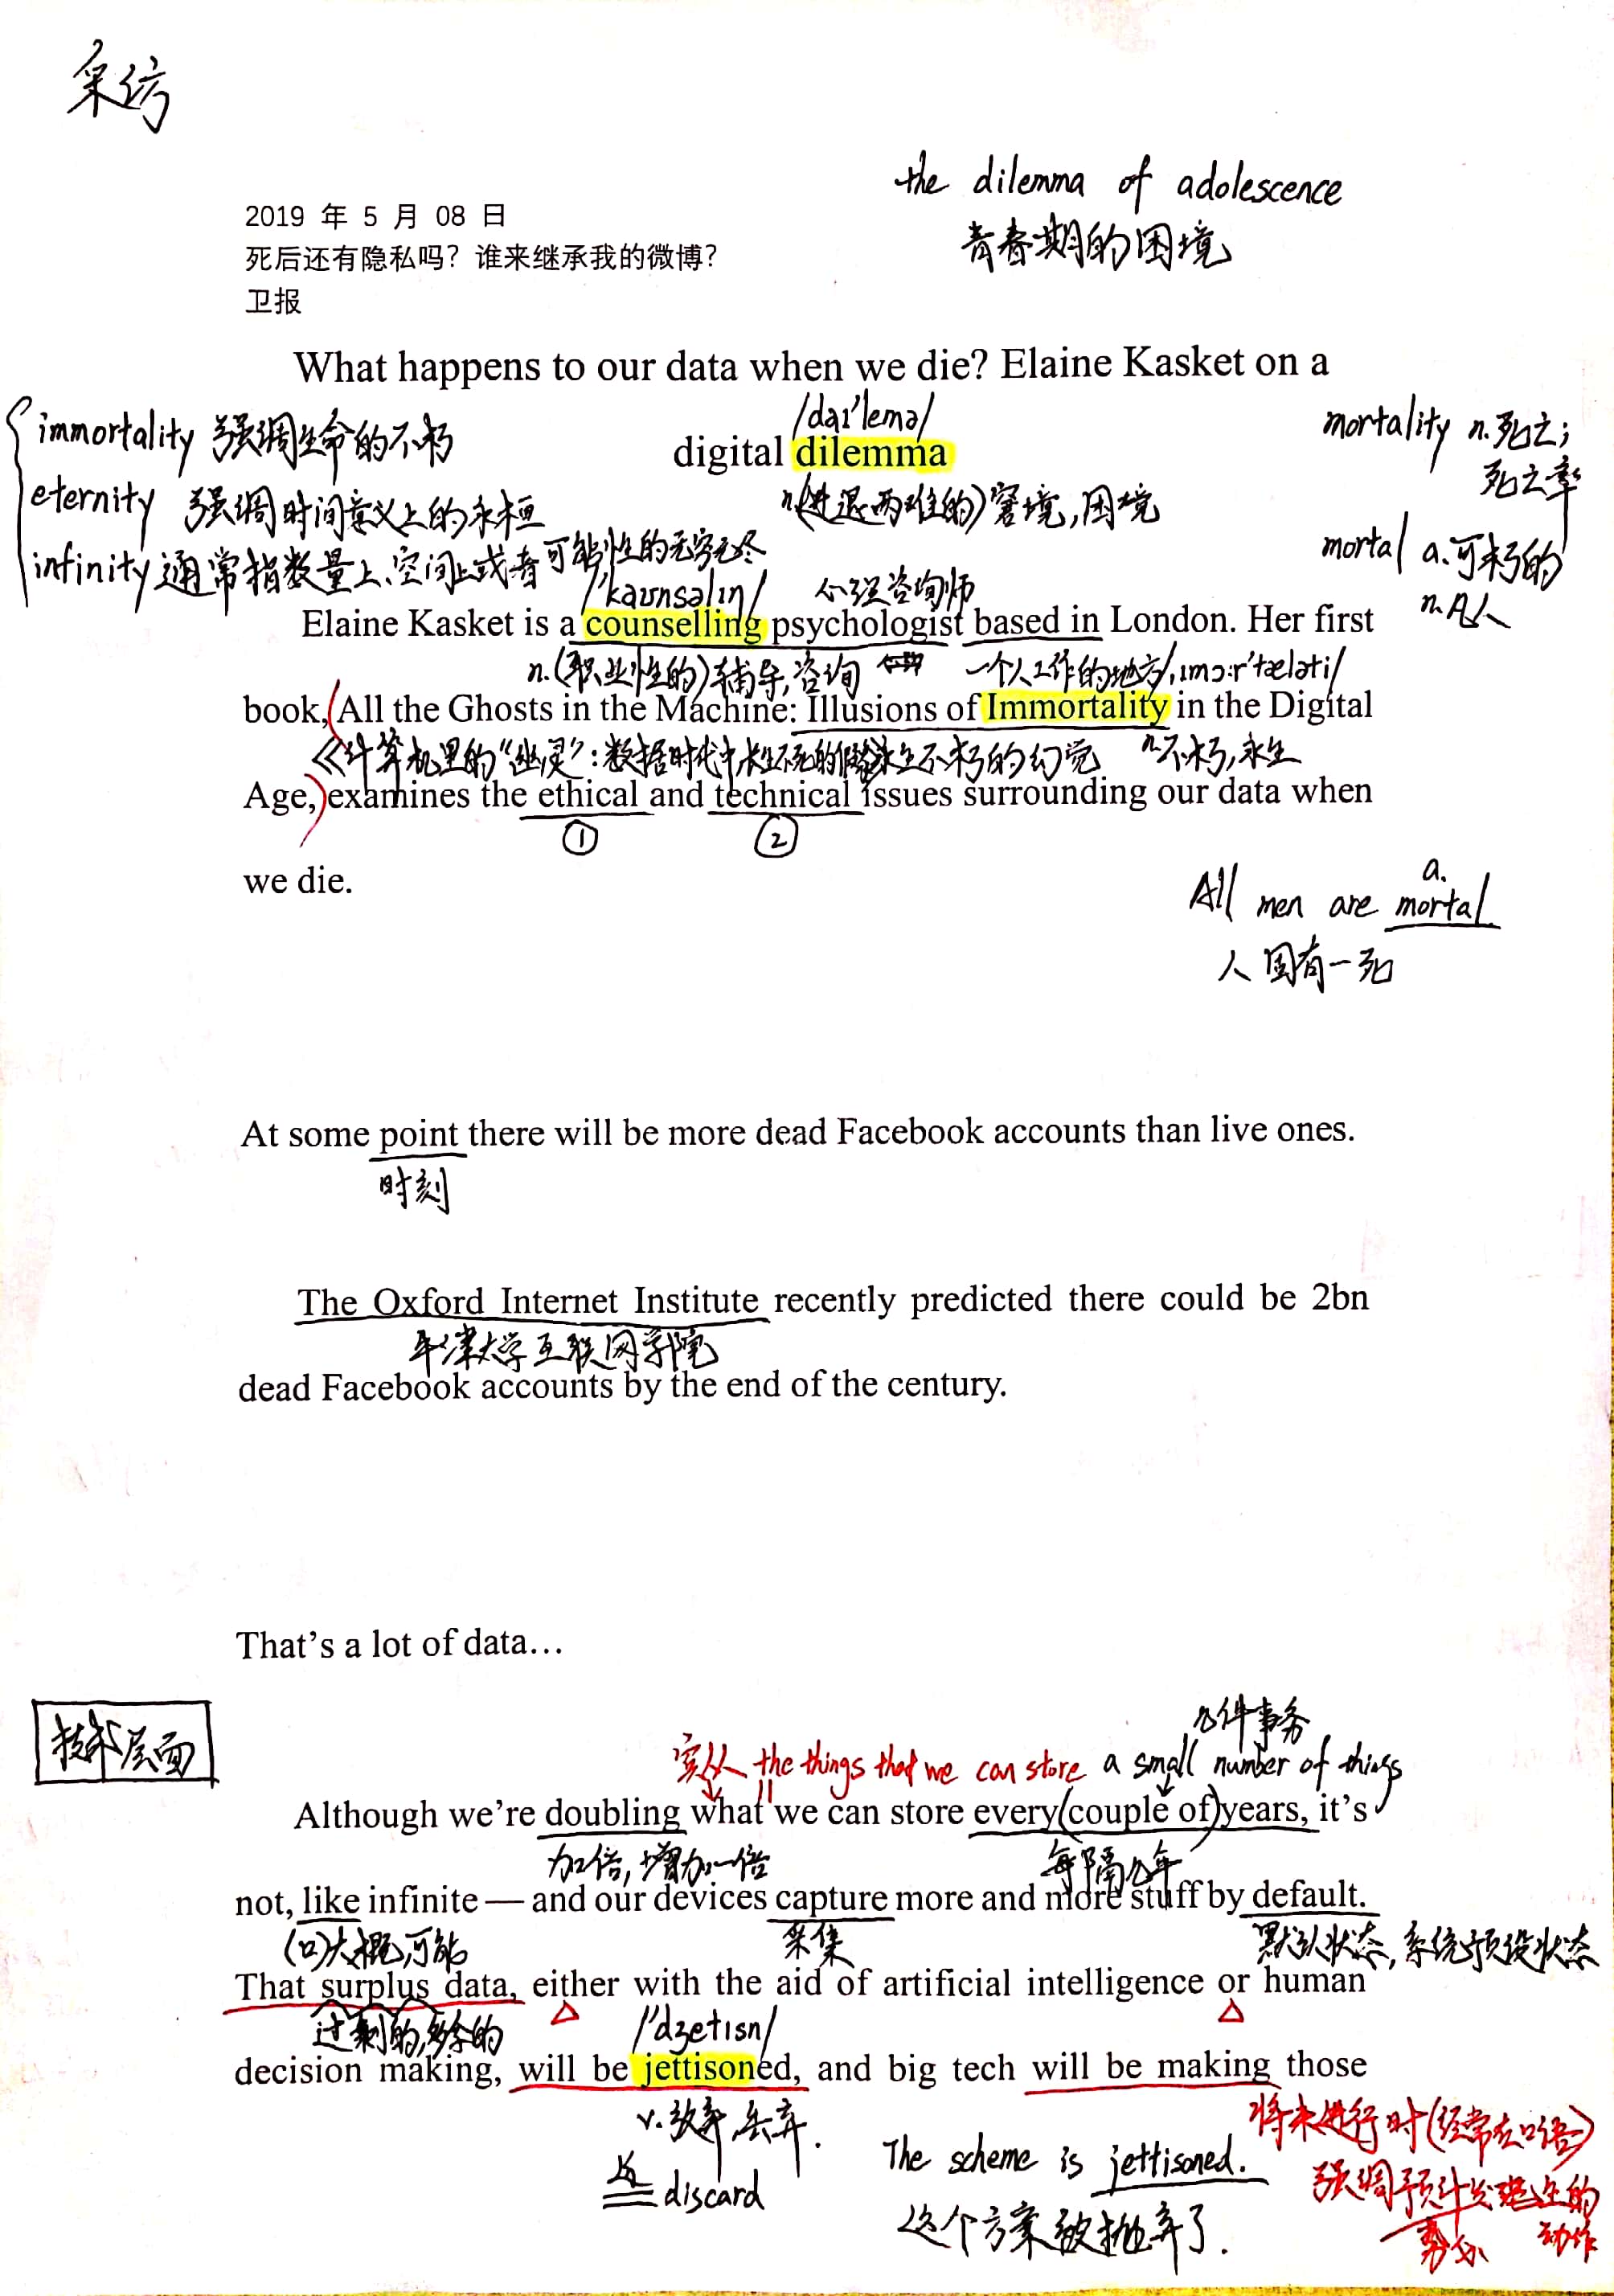 采访
the dilemma of adolescence
青春期的困境
2019 年 5 月 08 日
死后还有隐私吗？谁来继承我的微博？
卫报
What happens to our data when we die? Elaine Kasket on a
/daɪ'lemə/
digital dilemma
n.(进退两难的)窘境,困境
immortality 强调生命的不朽
eternity 强调时间意义上的永恒
infinity 通常指数量上、空间上或者可能性的无穷无尽
mortality n.死亡;
死亡率
mortal a.可朽的
n.凡人
/'kaʊnsəlɪŋ/ 心理咨询师
Elaine Kasket is a counselling psychologist based in London. Her first
n.(职业性的)辅导,咨询 一个人工作的地方 /ˌɪmɔːr'tæləti/
book, All the Ghosts in the Machine: Illusions of Immortality in the Digital
《计算机里的“幽灵”:数据时代中永生不朽的幻觉 n.不朽,永生
Age, examines the ethical and technical issues surrounding our data when
① ②
we die.
a.
All men are mortal
人固有一死
At some point there will be more dead Facebook accounts than live ones.
时刻
The Oxford Internet Institute recently predicted there could be 2bn
牛津大学互联网学院
dead Facebook accounts by the end of the century.
That's a lot of data…
技术层面
几件事务
宾从 the things that we can store a small number of things
Although we're doubling what we can store every (couple of) years, it's
加倍,增加一倍 每隔几年
not, like infinite — and our devices capture more and more stuff by default.
(口)大概,可能 采集 默认状态,系统预设状态
That surplus data, either with the aid of artificial intelligence or human
过剩的,多余的 /'dʒetɪsn/
decision making, will be jettisoned, and big tech will be making those
v.放弃,丢弃.
≌ discard
The scheme is jettisoned.
这个方案被抛弃了.
将来进行时(经常在口语)
强调预计发生的
动作